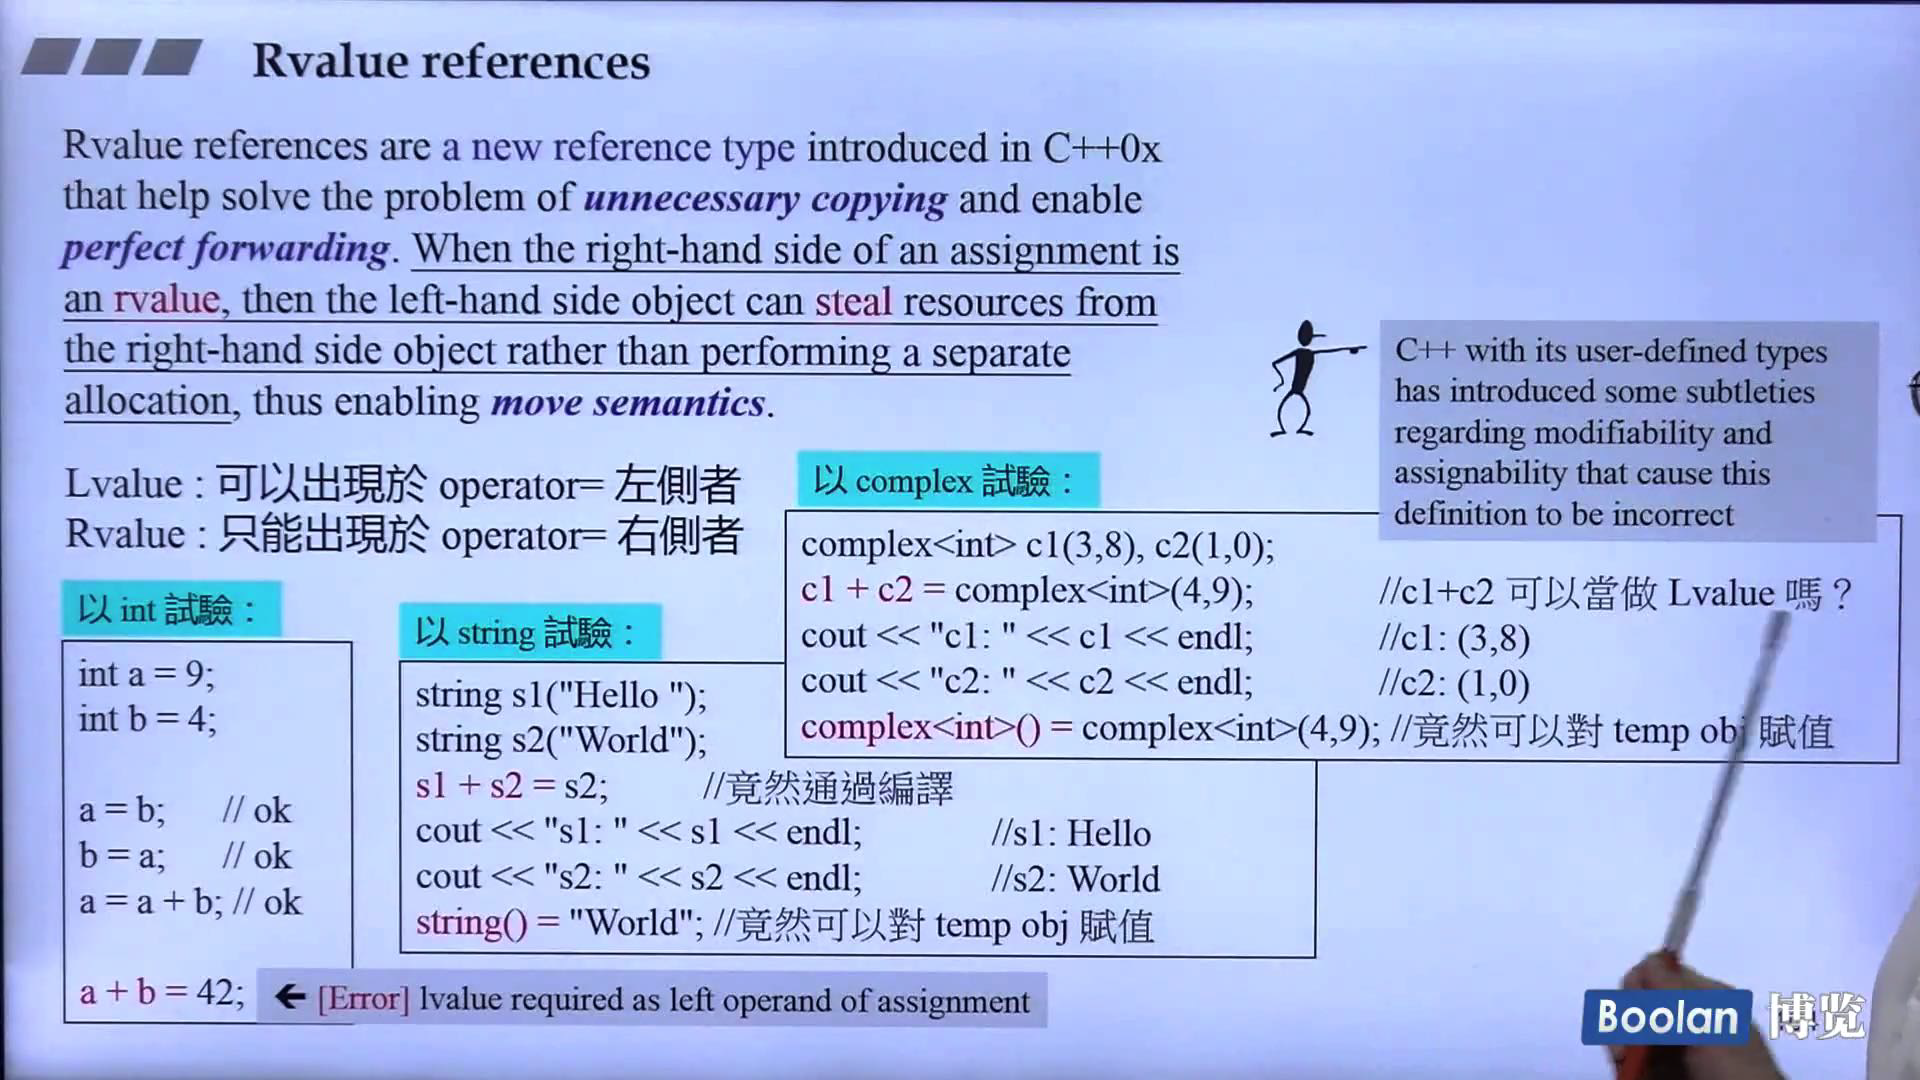 Rvalue references
Rvalue references are a new reference type introduced in C++0x
that help solve the problem of unnecessary copying and enable
perfect forwarding. When the right-hand side of an assignment is
an rvalue, then the left-hand side object can steal resources from
the right-hand side object rather than performing a separate
allocation, thus enabling move semantics.
C++ with its user-defined types
has introduced some subtleties
regarding modifiability and
assignability that cause this
definition to be incorrect
Lvalue : 可以出現於 operator= 左側者
Rvalue : 只能出現於 operator= 右側者
以 int 試驗：
int a = 9;
int b = 4;
a = b; // ok
b = a; // ok
a = a + b; // ok
a + b = 42;
← [Error] lvalue required as left operand of assignment
以 string 試驗：
string s1("Hello ");
string s2("World");
s1 + s2 = s2; //竟然通過編譯
cout << "s1: " << s1 << endl; //s1: Hello
cout << "s2: " << s2 << endl; //s2: World
string() = "World"; //竟然可以對 temp obj 賦值
以 complex 試驗：
complex<int> c1(3,8), c2(1,0);
c1 + c2 = complex<int>(4,9); //c1+c2 可以當做 Lvalue 嗎？
cout << "c1: " << c1 << endl; //c1: (3,8)
cout << "c2: " << c2 << endl; //c2: (1,0)
complex<int>() = complex<int>(4,9); //竟然可以對 temp obj 賦值
Boolan 博览